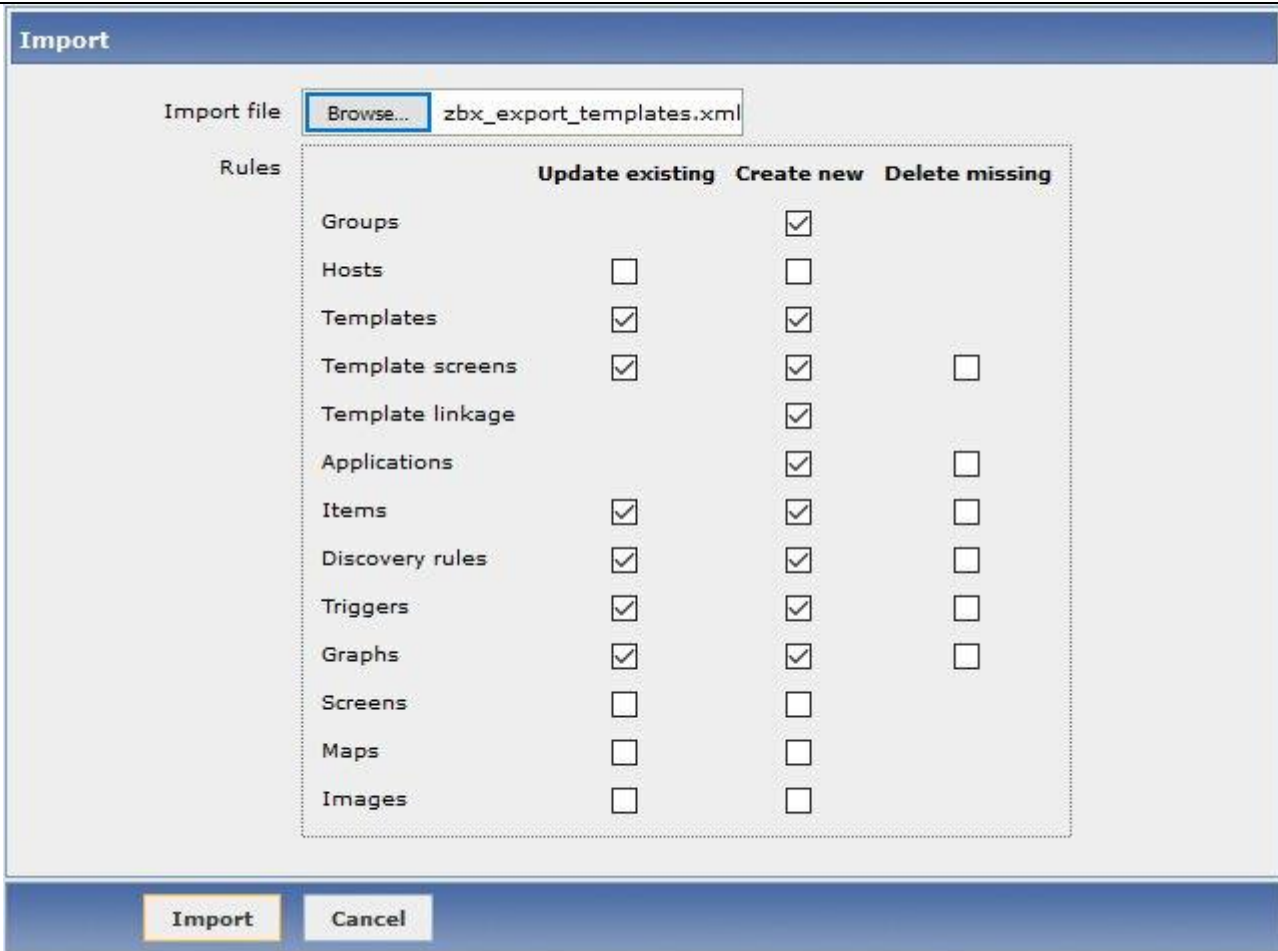 Import
Import file Browse... zbx_export_templates.xml
Rules Update existing Create new Delete missing
Groups
Hosts
Templates
Template screens
Template linkage
Applications
Items
Discovery rules
Triggers
Graphs
Screens
Maps
Images
Import Cancel